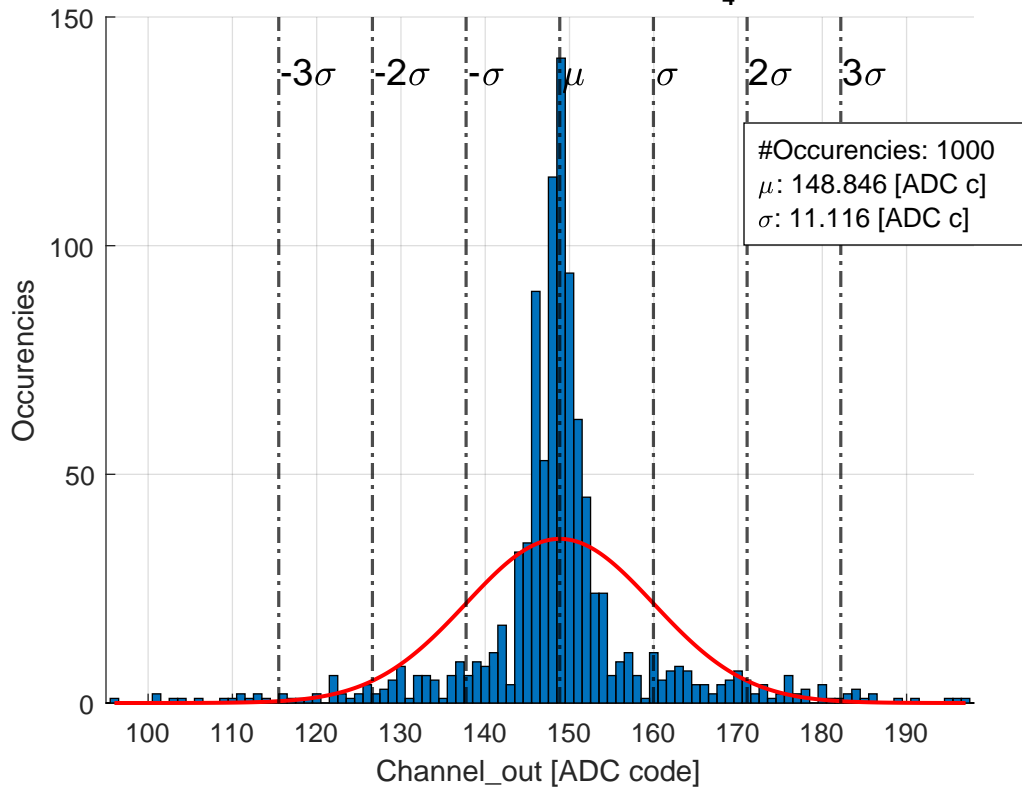 4
150
100
50
0
Occurencies
-3σ
-2σ
-σ
μ
σ
2σ
3σ
#Occurencies: 1000
μ: 148.846 [ADC c]
σ: 11.116 [ADC c]
100
110
120
130
140
150
160
170
180
190
Channel_out [ADC code]